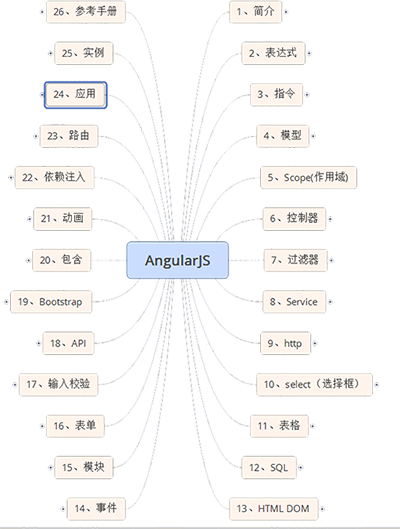 AngularJS
1、简介
2、表达式
3、指令
4、模型
5、Scope(作用域)
6、控制器
7、过滤器
8、Service
9、http
10、select（选择框）
11、表格
12、SQL
13、HTML DOM
14、事件
15、模块
16、表单
17、输入校验
18、API
19、Bootstrap
20、包含
21、动画
22、依赖注入
23、路由
24、应用
25、实例
26、参考手册